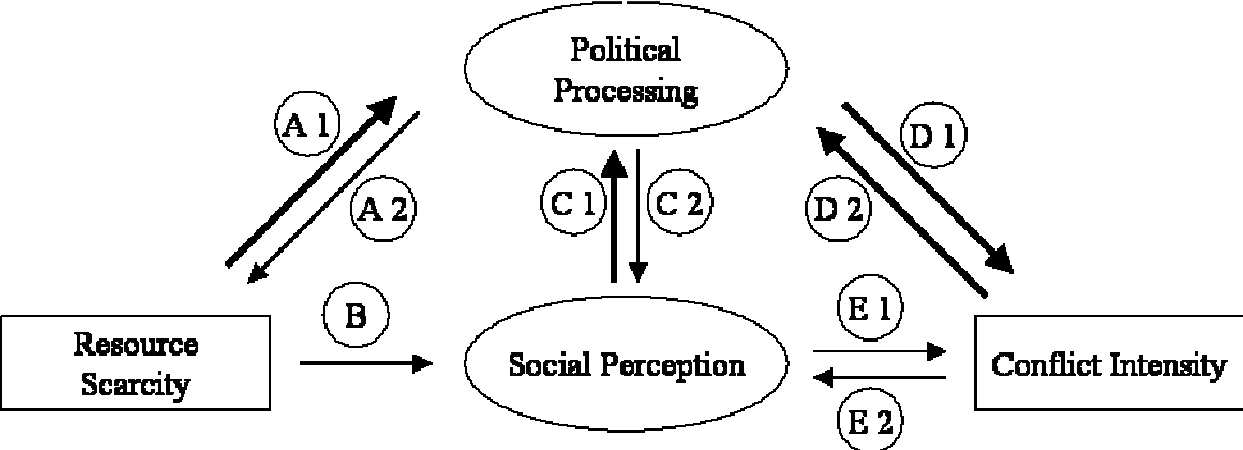 Political
Processing
A 1
D 1
A 2
C 1
C 2
D 2
B
E 1
Resource
Scarcity
Social Perception
Conflict Intensity
E 2